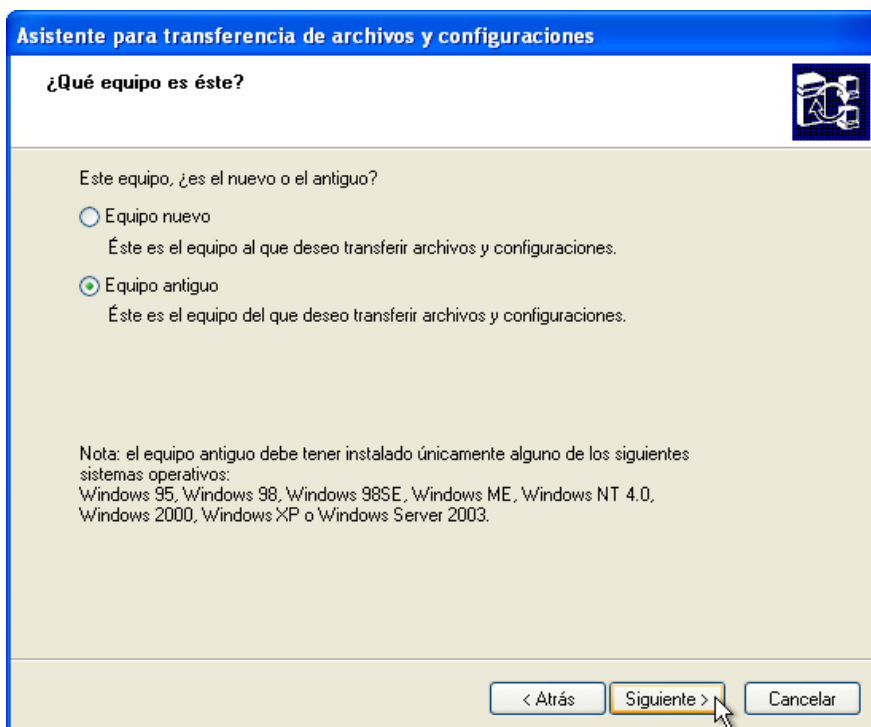 Asistente para transferencia de archivos y configuraciones
¿Qué equipo es éste?
Este equipo, ¿es el nuevo o el antiguo?
Equipo nuevo
Éste es el equipo al que deseo transferir archivos y configuraciones.
Equipo antiguo
Éste es el equipo del que deseo transferir archivos y configuraciones.
Nota: el equipo antiguo debe tener instalado únicamente alguno de los siguientes
sistemas operativos:
Windows 95, Windows 98, Windows 98SE, Windows ME, Windows NT 4.0,
Windows 2000, Windows XP o Windows Server 2003.
< Atrás Siguiente > Cancelar